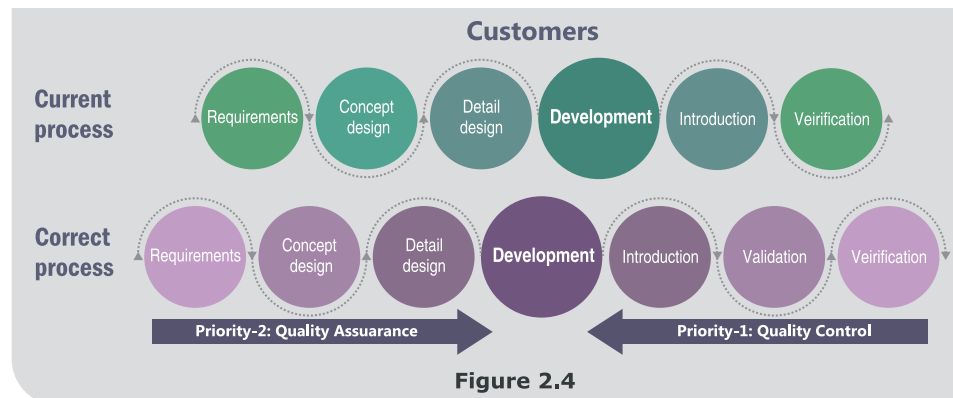 Customers
Current
process
Requirements
Concept
design
Detail
design
Development
Introduction
Veirification
Correct
process
Requirements
Concept
design
Detail
design
Development
Introduction
Validation
Veirification
Priority-2: Quality Assuarance
Priority-1: Quality Control
Figure 2.4